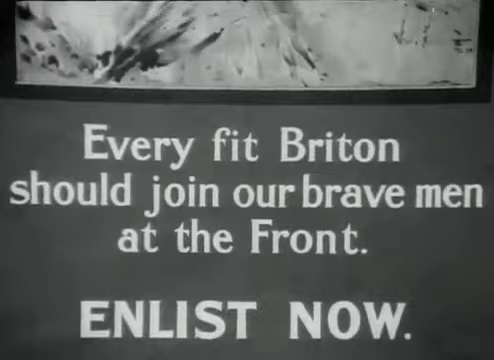 Every fit Briton
should join our brave men
at the Front.
ENLIST NOW.